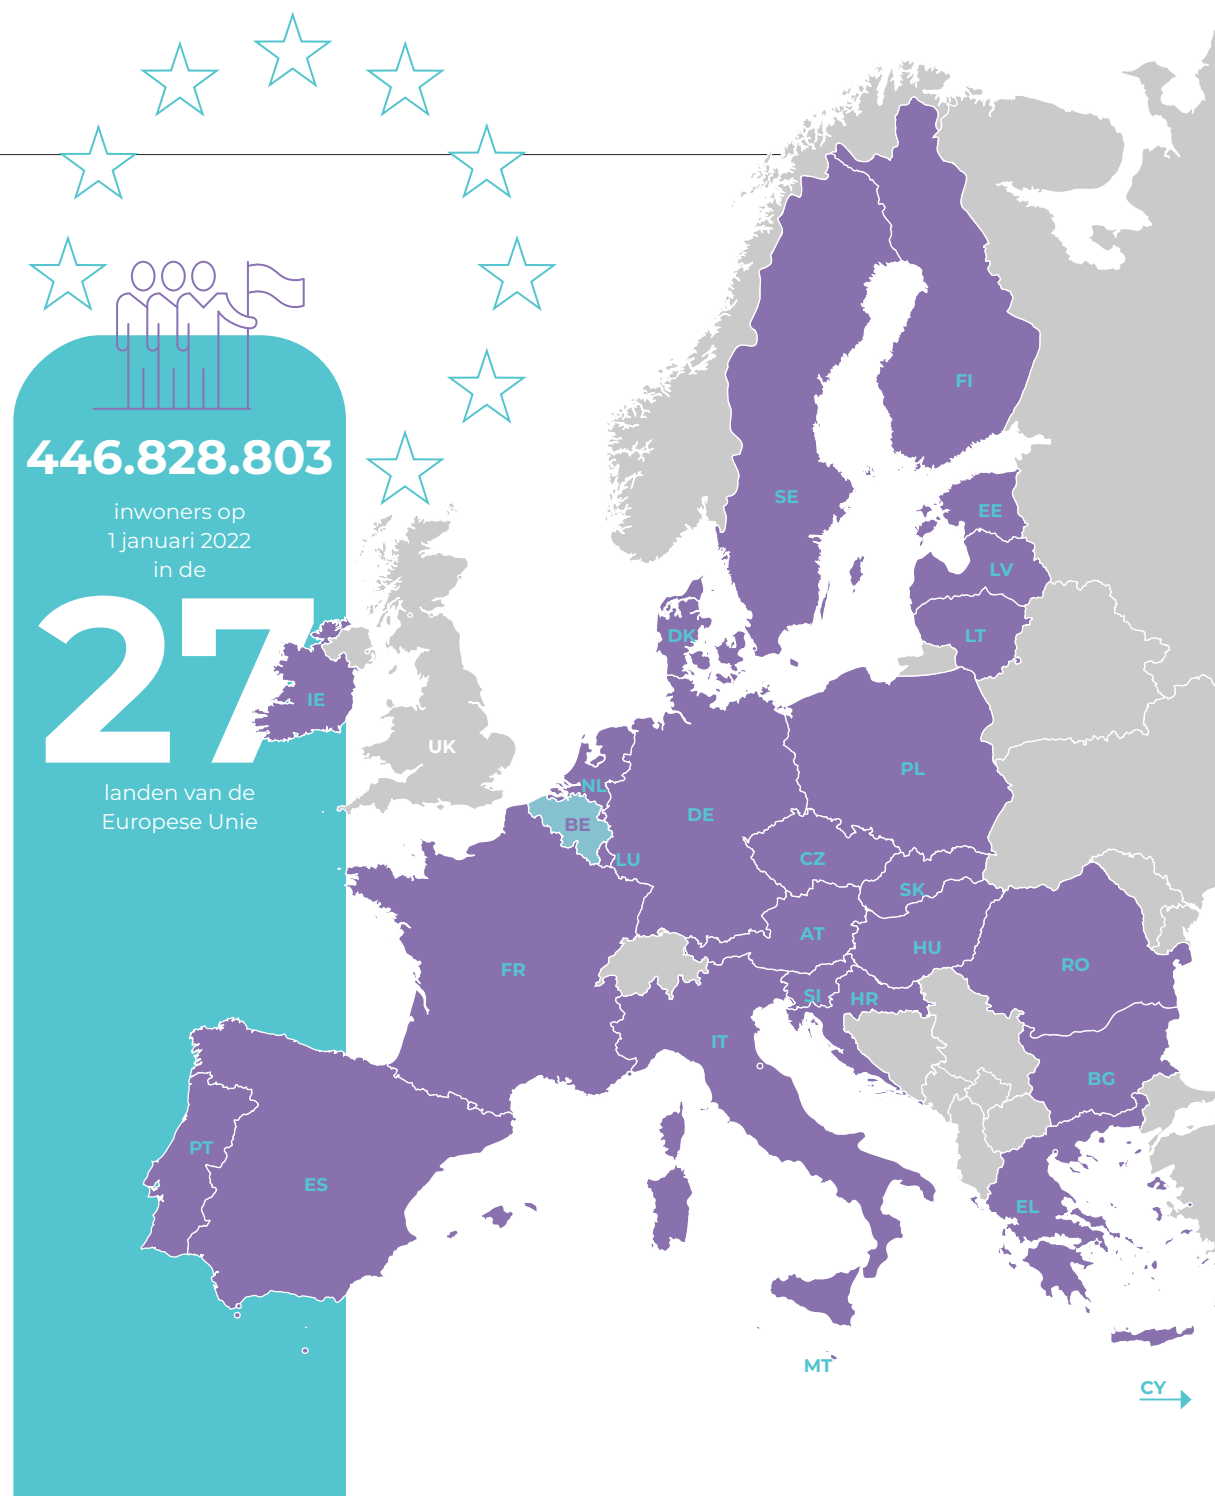 446.828.803
inwoners op
1 januari 2022
in de
27
landen van de
Europese Unie
FI
SE
EE
LV
LT
DK
IE
UK
NL
PL
BE
DE
LU
CZ
SK
AT
HU
FR
RO
SI
HR
IT
BG
PT
ES
EL
MT
CY